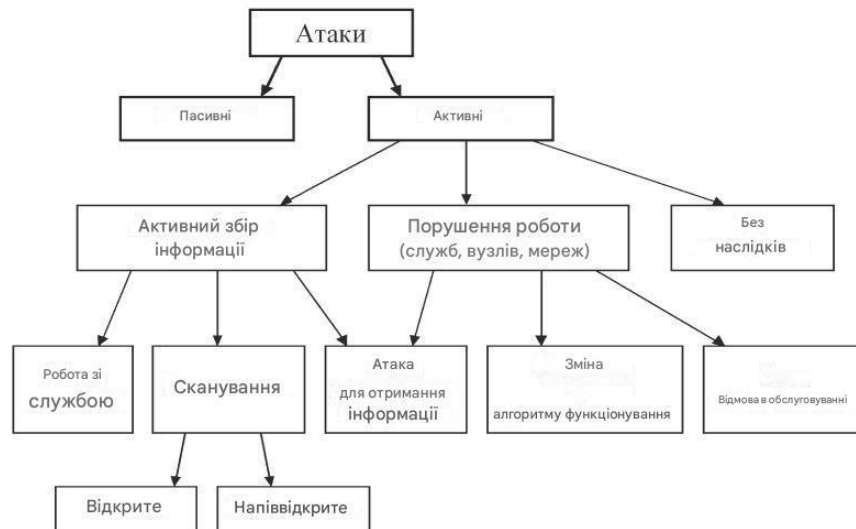 Атаки
Пасивні
Активні
Активний збір
інформації
Порушення роботи
(служб, вузлів, мереж)
Без
наслідків
Робота зі
службою
Сканування
Атака
для отримання
інформації
Зміна
алгоритму функціонування
Відмова в обслуговуванні
Відкрите
Напіввідкрите